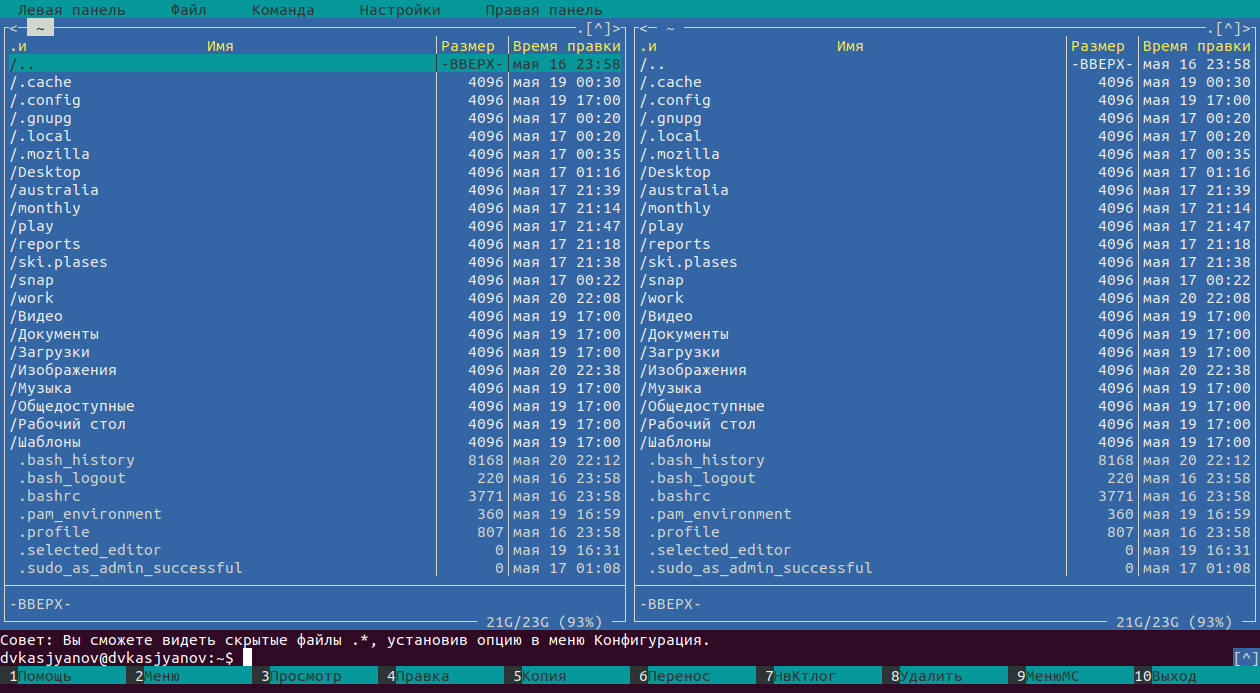 Левая панель Файл Команда Настройки Правая панель
<- ~ .[^]> <- ~ .[^]>
.и Имя Размер Время правки .и Имя Размер Время правки
/.. -ВВЕРХ- мая 16 23:58 /.. -ВВЕРХ- мая 16 23:58
/.cache 4096 мая 19 00:30 /.cache 4096 мая 19 00:30
/.config 4096 мая 19 17:00 /.config 4096 мая 19 17:00
/.gnupg 4096 мая 17 00:20 /.gnupg 4096 мая 17 00:20
/.local 4096 мая 17 00:20 /.local 4096 мая 17 00:20
/.mozilla 4096 мая 17 00:35 /.mozilla 4096 мая 17 00:35
/Desktop 4096 мая 17 01:16 /Desktop 4096 мая 17 01:16
/australia 4096 мая 17 21:39 /australia 4096 мая 17 21:39
/monthly 4096 мая 17 21:14 /monthly 4096 мая 17 21:14
/play 4096 мая 17 21:47 /play 4096 мая 17 21:47
/reports 4096 мая 17 21:18 /reports 4096 мая 17 21:18
/ski.plases 4096 мая 17 21:38 /ski.plases 4096 мая 17 21:38
/snap 4096 мая 17 00:22 /snap 4096 мая 17 00:22
/work 4096 мая 20 22:08 /work 4096 мая 20 22:08
/Видео 4096 мая 19 17:00 /Видео 4096 мая 19 17:00
/Документы 4096 мая 19 17:00 /Документы 4096 мая 19 17:00
/Загрузки 4096 мая 19 17:00 /Загрузки 4096 мая 19 17:00
/Изображения 4096 мая 20 22:38 /Изображения 4096 мая 20 22:38
/Музыка 4096 мая 19 17:00 /Музыка 4096 мая 19 17:00
/Общедоступные 4096 мая 19 17:00 /Общедоступные 4096 мая 19 17:00
/Рабочий стол 4096 мая 19 17:00 /Рабочий стол 4096 мая 19 17:00
/Шаблоны 4096 мая 19 17:00 /Шаблоны 4096 мая 19 17:00
.bash_history 8168 мая 20 22:12 .bash_history 8168 мая 20 22:12
.bash_logout 220 мая 16 23:58 .bash_logout 220 мая 16 23:58
.bashrc 3771 мая 16 23:58 .bashrc 3771 мая 16 23:58
.pam_environment 360 мая 19 16:59 .pam_environment 360 мая 19 16:59
.profile 807 мая 16 23:58 .profile 807 мая 16 23:58
.selected_editor 0 мая 19 16:31 .selected_editor 0 мая 19 16:31
.sudo_as_admin_successful 0 мая 17 01:08 .sudo_as_admin_successful 0 мая 17 01:08
-ВВЕРХ- -ВВЕРХ-
21G/23G (93%) 21G/23G (93%)
Совет: Вы сможете видеть скрытые файлы .*, установив опцию в меню Конфигурация.
dvkasjyanov@dvkasjyanov:~$ [^]
1Помощь 2Меню 3Просмотр 4Правка 5Копия 6Перенос 7НвКтлог 8Удалить 9МенюМС 10Выход